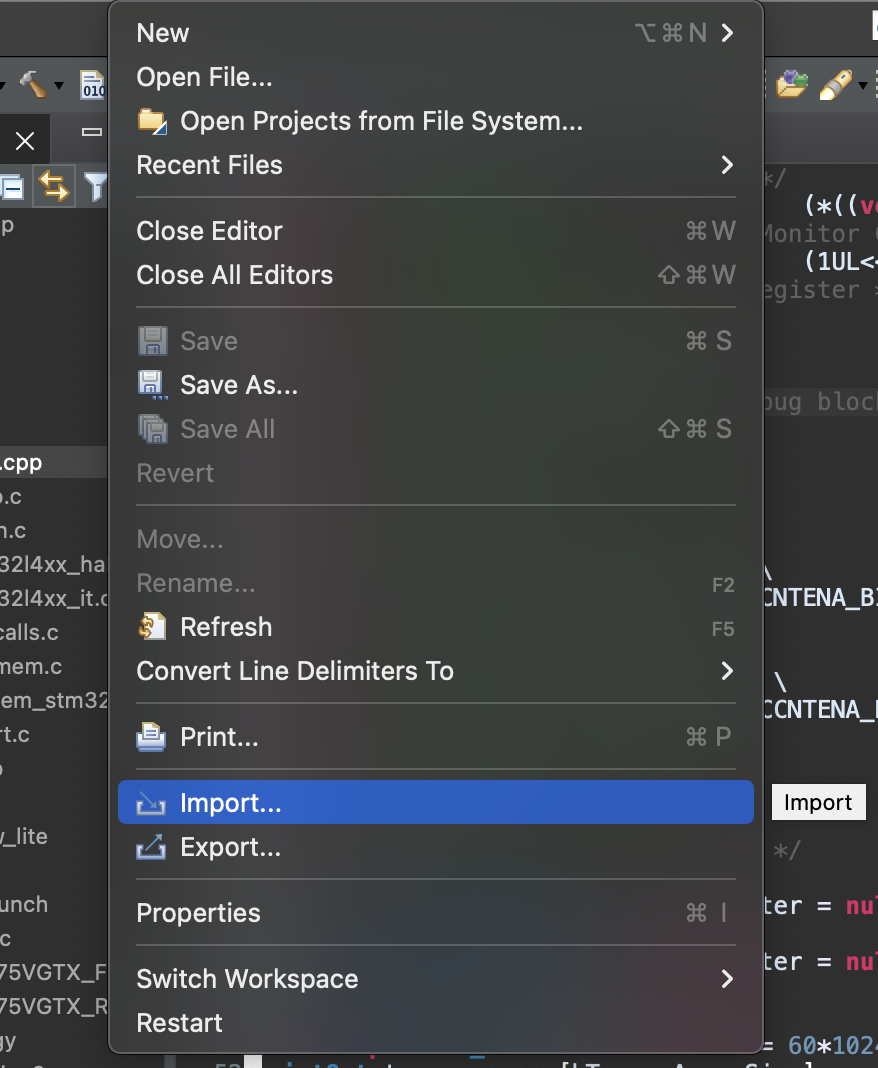 New ⌥⌘N
Open File...
010
Open Projects from File System...
Recent Files
*/
(*((v
p
Close Editor ⌘W
Monitor
(1UL<<
Close All Editors ⇧⌘W
egister =
Save ⌘S
Save As...
bug block
Save All ⇧⌘S
.cpp
Revert
.c
n.c
Move...
32l4xx_ha
\
Rename... F2
32l4xx_it.c
CNTENA_B
Refresh F5
calls.c
mem.c
Convert Line Delimiters To
\
em_stm32
CCNTENA_
rt.c
Print... ⌘P
Import...
Import
w_lite
Export...
*/
unch
ter = nu
Properties ⌘I
c
ter = nu
75VGTX_F
Switch Workspace
75VGTX_R
Restart
gy
= 60*1024